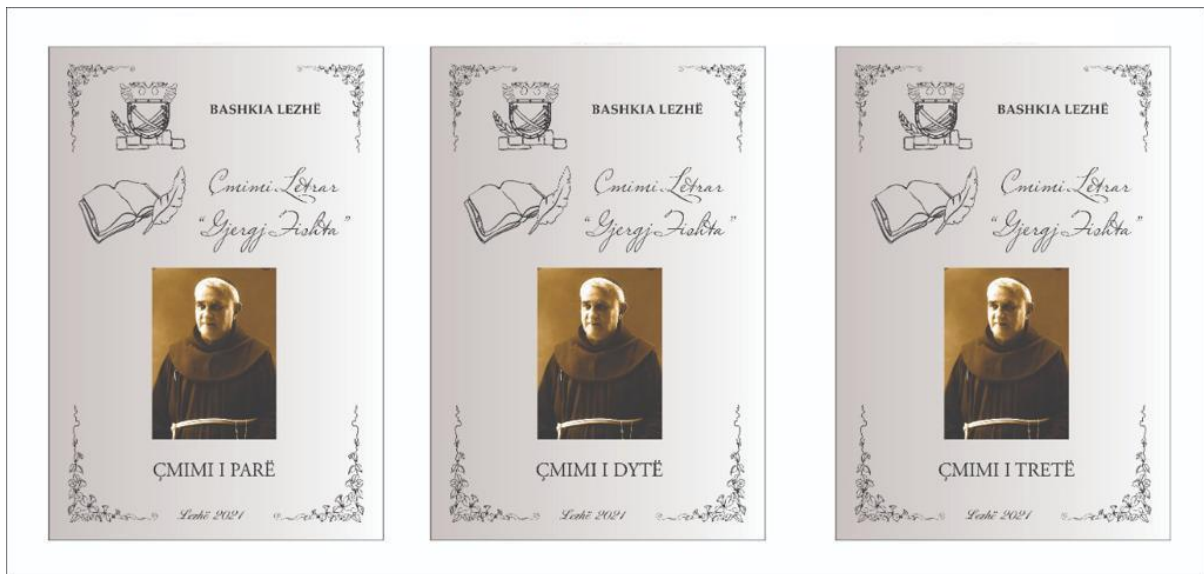 BASHKIA LEZHË
Çmimi Letrar
"Gjergj Fishta"
ÇMIMI I PARË
Lezhë 2021
BASHKIA LEZHË
Çmimi Letrar
"Gjergj Fishta"
ÇMIMI I DYTË
Lezhë 2021
BASHKIA LEZHË
Çmimi Letrar
"Gjergj Fishta"
ÇMIMI I TRETË
Lezhë 2021